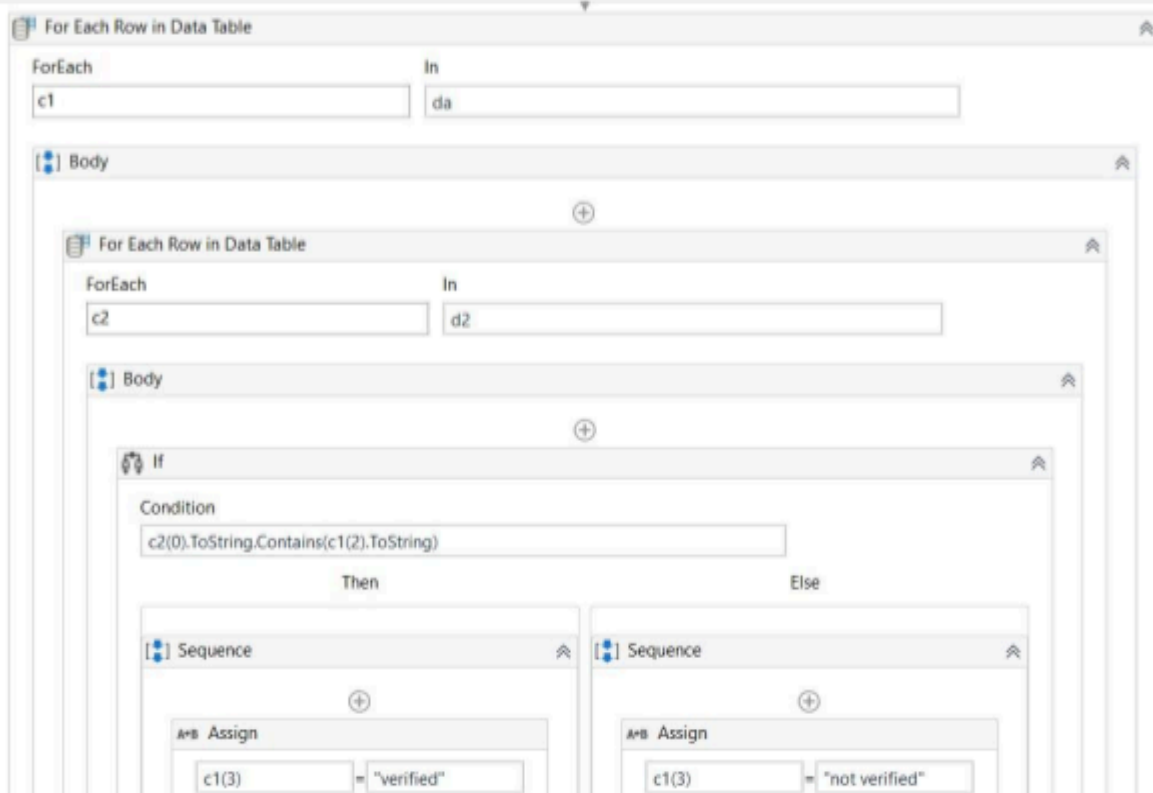 For Each Row in Data Table
ForEach In
c1 da
Body
For Each Row in Data Table
ForEach In
c2 d2
Body
If
Condition
c2(0).ToString.Contains(c1(2).ToString)
Then Else
Sequence Sequence
A+B Assign A+B Assign
c1(3) = "verified" c1(3) = "not verified"